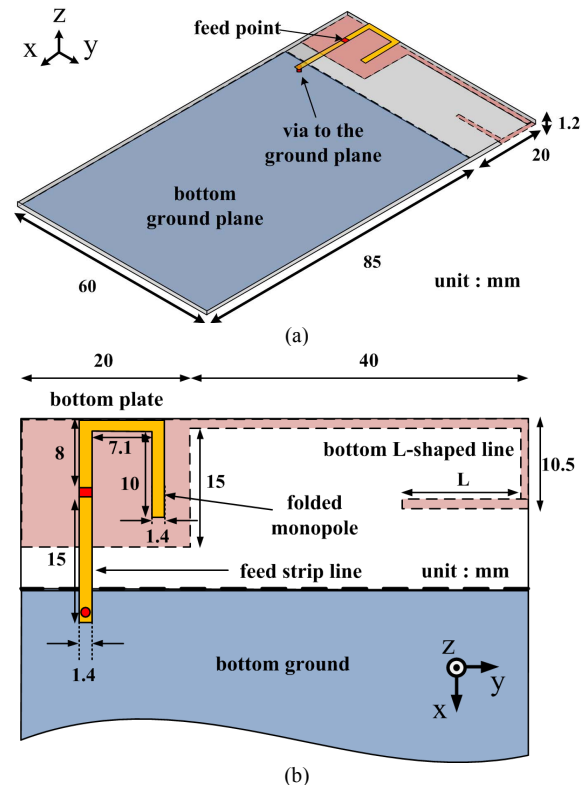 z
x
y
feed point
via to the
ground plane
1.2
20
bottom
ground plane
85
60
unit : mm
(a)
20
40
bottom plate
8
7.1
bottom L-shaped line
10.5
15
L
10
folded
monopole
1.4
15
feed strip line
unit : mm
1.4
bottom ground
z
y
x
(b)